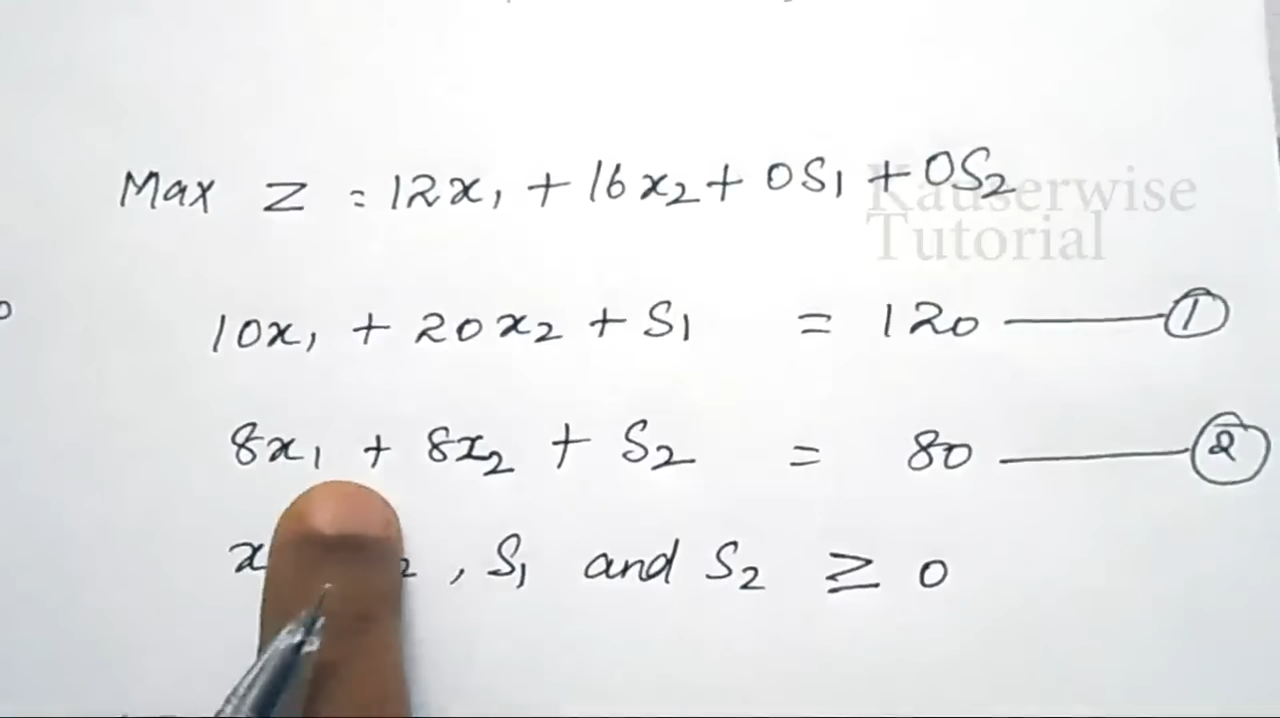 Max Z = 12x₁ + 16x₂ + 0S₁ + 0S₂
Kauserwise
Tutorial
10x₁ + 20x₂ + S₁ = 120 —— ①
8x₁ + 8x₂ + S₂ = 80 —— ②
x ₂ , S₁ and S₂ ≥ 0